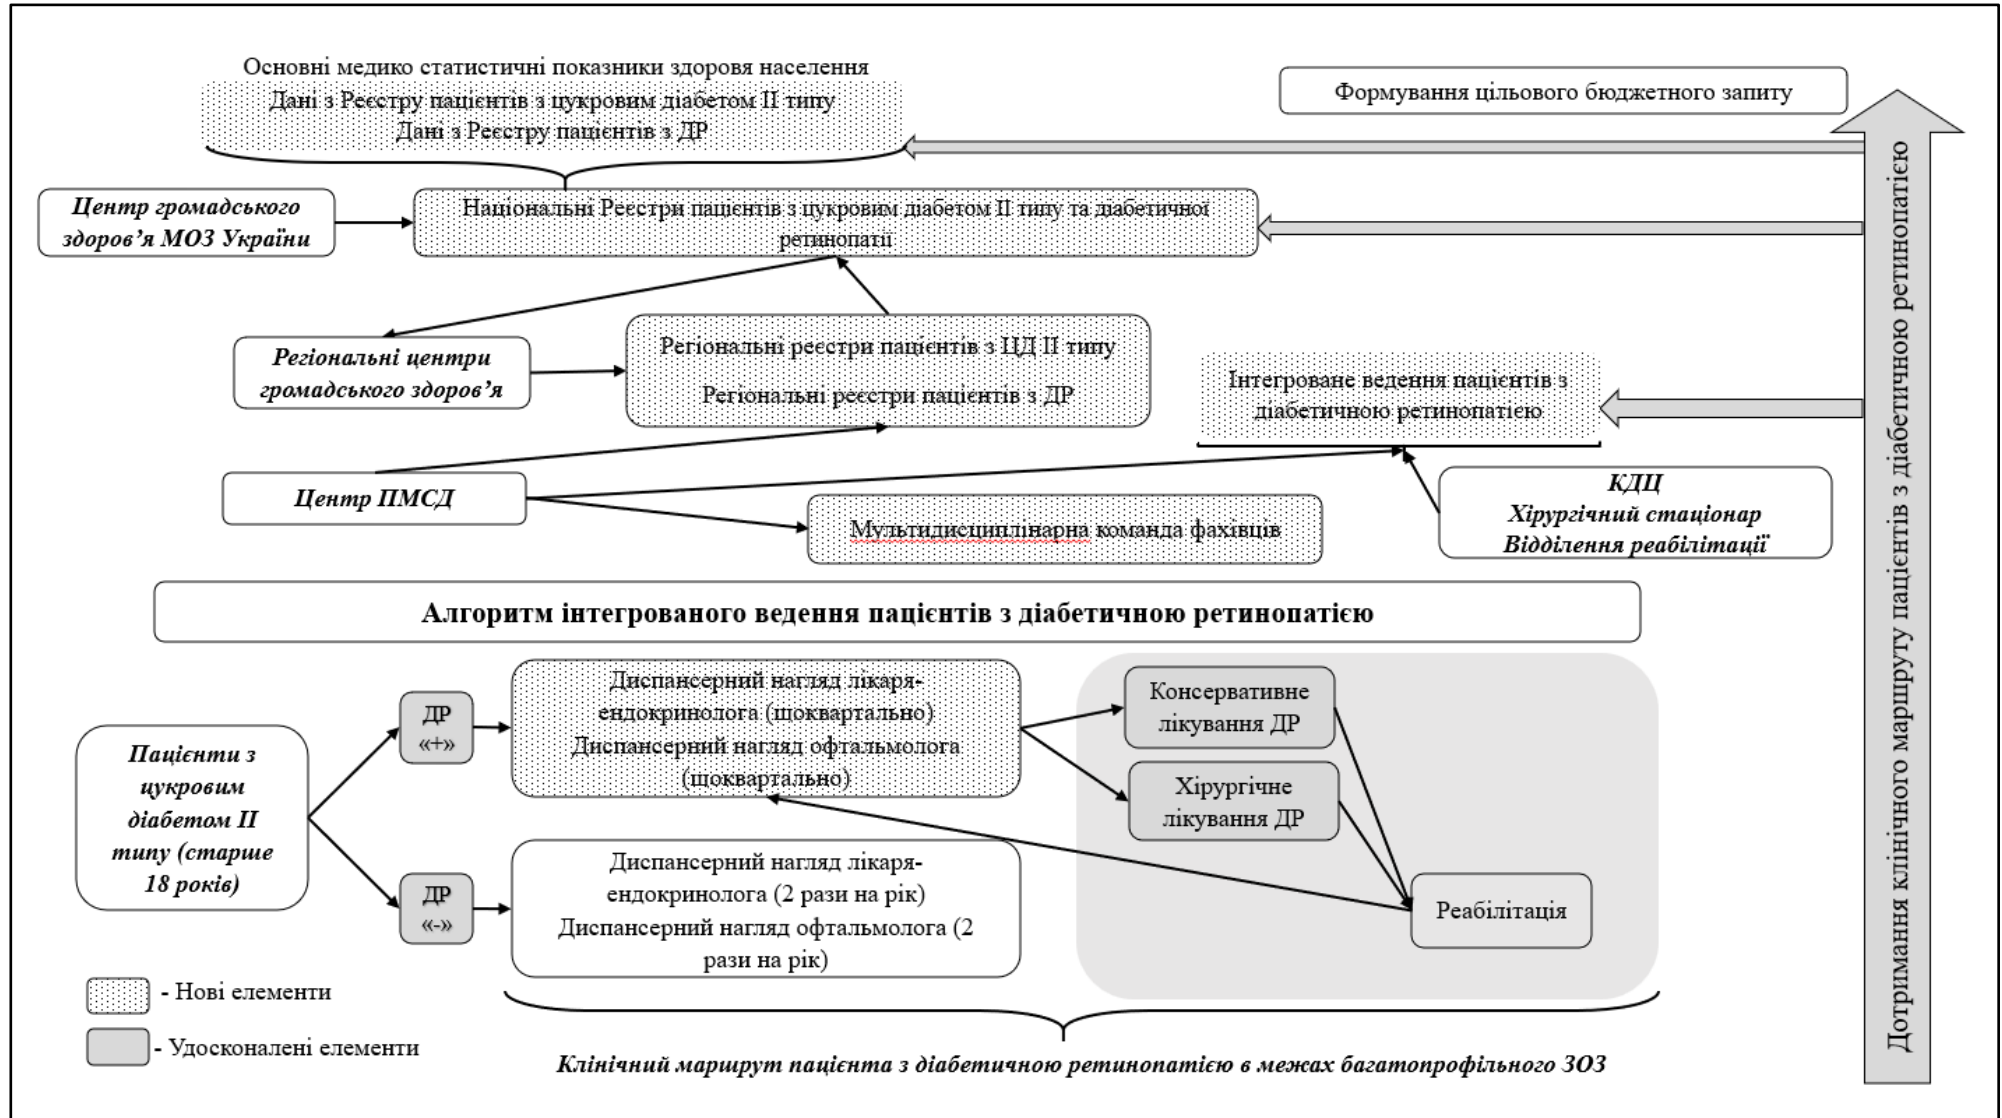 Основні медико статистичні показники здоровя населення
Дані з Реєстру пацієнтів з цукровим діабетом ІІ типу
Дані з Реєстру пацієнтів з ДР
Формування цільового бюджетного запиту
Центр громадського
здоров’я МОЗ України
Національні Реєстри пацієнтів з цукровим діабетом ІІ типу та діабетичної
ретинопатії
Регіональні центри
громадського здоров’я
Регіональні реєстри пацієнтів з ЦД ІІ типу
Регіональні реєстри пацієнтів з ДР
Інтегроване ведення пацієнтів з
діабетичною ретинопатією
Центр ПМСД
Мультидисциплінарна команда фахівців
КДЦ
Хірургічний стаціонар
Відділення реабілітації
Дотримання клінічного маршруту пацієнтів з діабетичною ретинопатією
Алгоритм інтегрованого ведення пацієнтів з діабетичною ретинопатією
Пацієнти з
цукровим
діабетом ІІ
типу (старше
18 років)
ДР
«+»
Диспансерний нагляд лікаря-
ендокринолога (щоквартально)
Диспансерний нагляд офтальмолога
(щоквартально)
Консервативне
лікування ДР
Хірургічне
лікування ДР
ДР
«-»
Диспансерний нагляд лікаря-
ендокринолога (2 рази на рік)
Диспансерний нагляд офтальмолога (2
рази на рік)
Реабілітація
- Нові елементи
- Удосконалені елементи
Клінічний маршрут пацієнта з діабетичною ретинопатією в межах багатопрофільного ЗОЗ